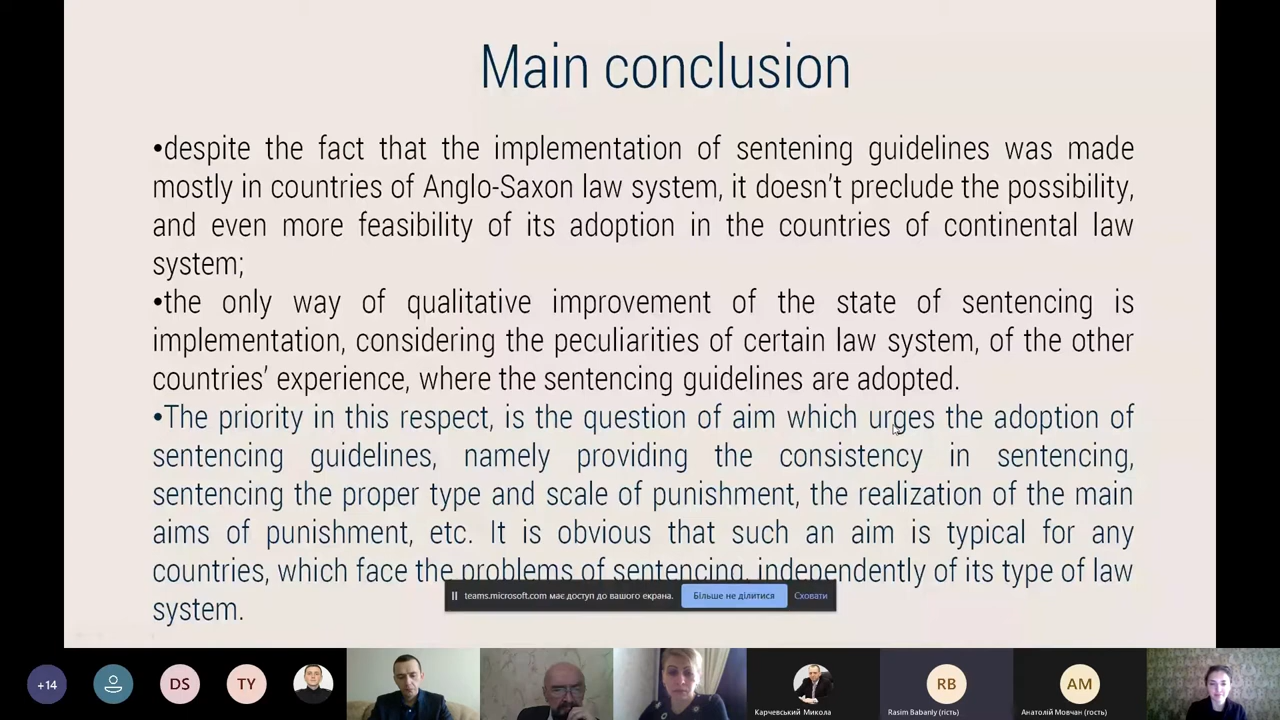 Main conclusion
•despite the fact that the implementation of sentening guidelines was made
mostly in countries of Anglo-Saxon law system, it doesn't preclude the possibility,
and even more feasibility of its adoption in the countries of continental law
system;
•the only way of qualitative improvement of the state of sentencing is
implementation, considering the peculiarities of certain law system, of the other
countries' experience, where the sentencing guidelines are adopted.
•The priority in this respect, is the question of aim which urges the adoption of
sentencing guidelines, namely providing the consistency in sentencing,
sentencing the proper type and scale of punishment, the realization of the main
aims of punishment, etc. It is obvious that such an aim is typical for any
countries, which face the problems of sentencing, independently of its type of law
system.
teams.microsoft.com має доступ до вашого екрана.
Більше не ділитися
Сховати
+14
DS
TY
RB
AM
Карчевський Микола
Rasim Babanly (гість)
Анатолій Мовчан (гость)